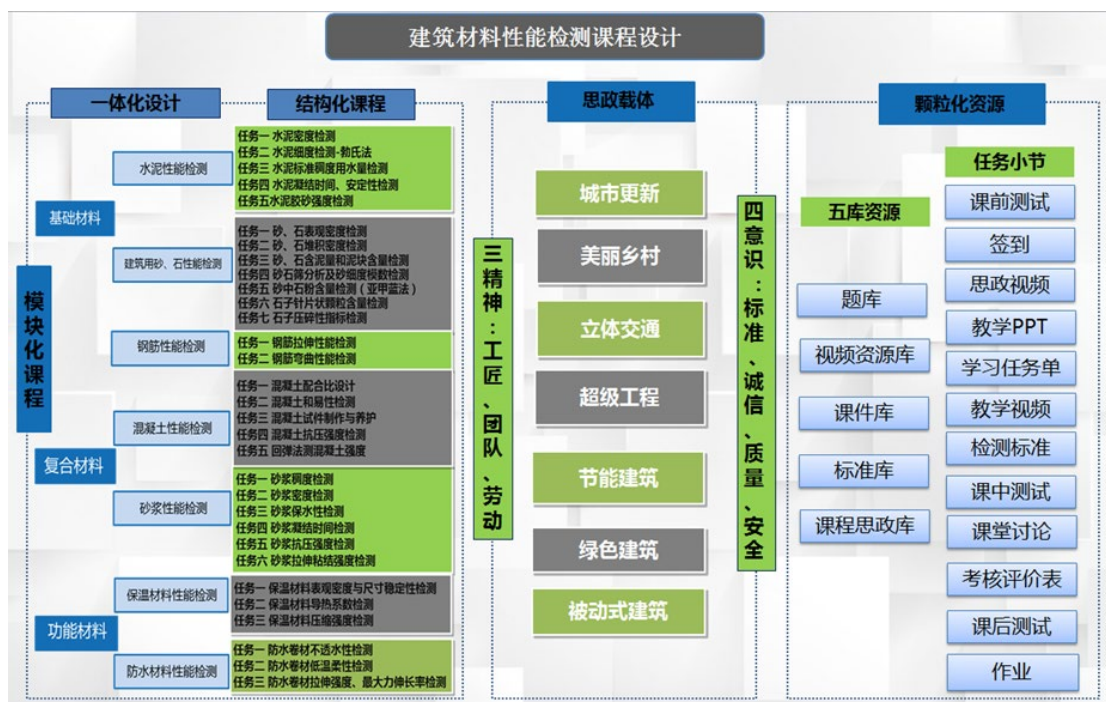 建筑材料性能检测课程设计
一体化设计
结构化课程
模块化课程
基础材料
水泥性能检测
任务一 水泥密度检测
任务二 水泥细度检测-勃氏法
任务三 水泥标准稠度用水量检测
任务四 水泥凝结时间、安定性检测
任务五水泥胶砂强度检测
建筑用砂、石性能检测
任务一 砂、石表观密度检测
任务二 砂、石堆积密度检测
任务三 砂、石含泥量和泥块含量检测
任务四 砂石筛分析及砂细度模数检测
任务五 砂中石粉含量检测（亚甲蓝法）
任务六 石子针片状颗粒含量检测
任务七 石子压碎性指标检测
钢筋性能检测
任务一 钢筋拉伸性能检测
任务二 钢筋弯曲性能检测
复合材料
混凝土性能检测
任务一 混凝土配合比设计
任务二 混凝土和易性检测
任务三 混凝土试件制作与养护
任务四 混凝土抗压强度检测
任务五 回弹法测混凝土强度
砂浆性能检测
任务一 砂浆稠度检测
任务二 砂浆密度检测
任务三 砂浆保水性检测
任务四 砂浆凝结时间检测
任务五 砂浆抗压强度检测
任务六 砂浆拉伸粘结强度检测
功能材料
保温材料性能检测
任务一 保温材料表观密度与尺寸稳定性检测
任务二 保温材料导热系数检测
任务三 保温材料压缩强度检测
防水材料性能检测
任务一 防水卷材不透水性检测
任务二 防水卷材低温柔性检测
任务三 防水卷材拉伸强度、最大力伸长率检测
三精神：工匠、团队、劳动
思政载体
城市更新
美丽乡村
立体交通
超级工程
节能建筑
绿色建筑
被动式建筑
四意识：标准、诚信、质量、安全
颗粒化资源
五库资源
题库
视频资源库
课件库
标准库
课程思政库
任务小节
课前测试
签到
思政视频
教学PPT
学习任务单
教学视频
检测标准
课中测试
课堂讨论
考核评价表
课后测试
作业